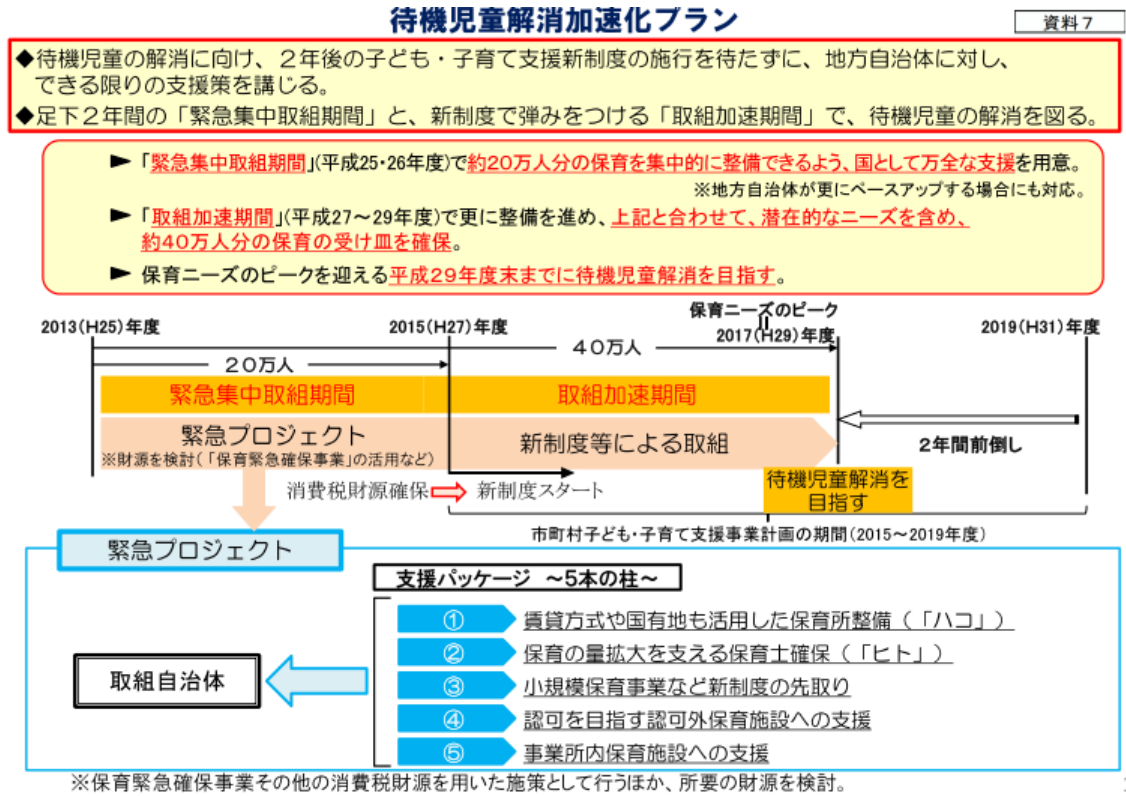 待機児童解消加速化プラン
資料７
◆待機児童の解消に向け、２年後の子ども・子育て支援新制度の施行を待たずに、地方自治体に対し、
できる限りの支援策を講じる。
◆足下２年間の「緊急集中取組期間」と、新制度で弾みをつける「取組加速期間」で、待機児童の解消を図る。
► 「緊急集中取組期間」(平成25・26年度)で約20万人分の保育を集中的に整備できるよう、国として万全な支援を用意。
※地方自治体が更にペースアップする場合にも対応。
► 「取組加速期間」(平成27～29年度)で更に整備を進め、上記と合わせて、潜在的なニーズを含め、
約40万人分の保育の受け皿を確保。
► 保育ニーズのピークを迎える平成29年度末までに待機児童解消を目指す。
保育ニーズのピーク
2013(H25)年度
2015(H27)年度
2017(H29)年度
2019(H31)年度
４０万人
２０万人
緊急集中取組期間
取組加速期間
緊急プロジェクト
※財源を検討(「保育緊急確保事業」の活用など)
新制度等による取組
２年間前倒し
消費税財源確保
新制度スタート
待機児童解消を
目指す
市町村子ども・子育て支援事業計画の期間(2015～2019年度)
緊急プロジェクト
支援パッケージ ～5本の柱～
① 賃貸方式や国有地も活用した保育所整備（「ハコ」）
② 保育の量拡大を支える保育士確保（「ヒト」）
③ 小規模保育事業など新制度の先取り
④ 認可を目指す認可外保育施設への支援
⑤ 事業所内保育施設への支援
取組自治体
※保育緊急確保事業その他の消費税財源を用いた施策として行うほか、所要の財源を検討。